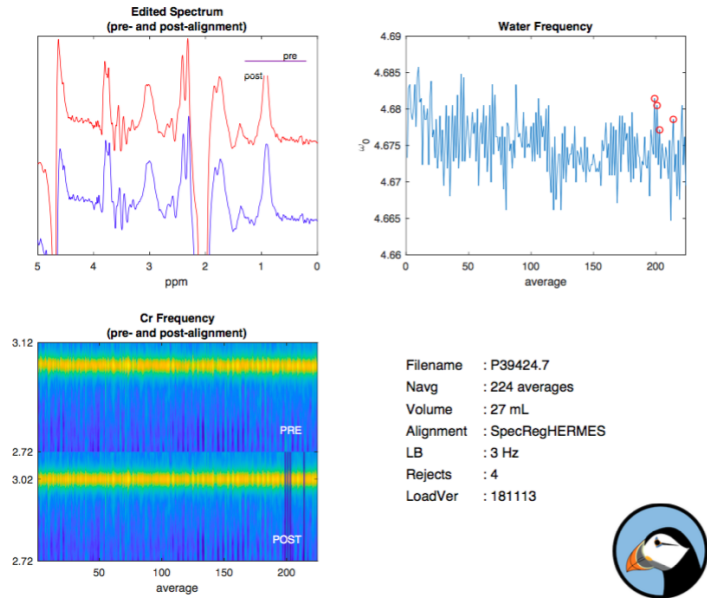 Edited Spectrum
(pre- and post-alignment)
pre
post
5 4 3 2 1 0
ppm
Water Frequency
4.69
4.685
4.68
4.675
4.67
4.665
4.66
ω0
0 50 100 150 200
average
Cr Frequency
(pre- and post-alignment)
3.12
PRE
2.72
3.02
POST
2.72
50 100 150 200
average
Filename : P39424.7
Navg : 224 averages
Volume : 27 mL
Alignment : SpecRegHERMES
LB : 3 Hz
Rejects : 4
LoadVer : 181113